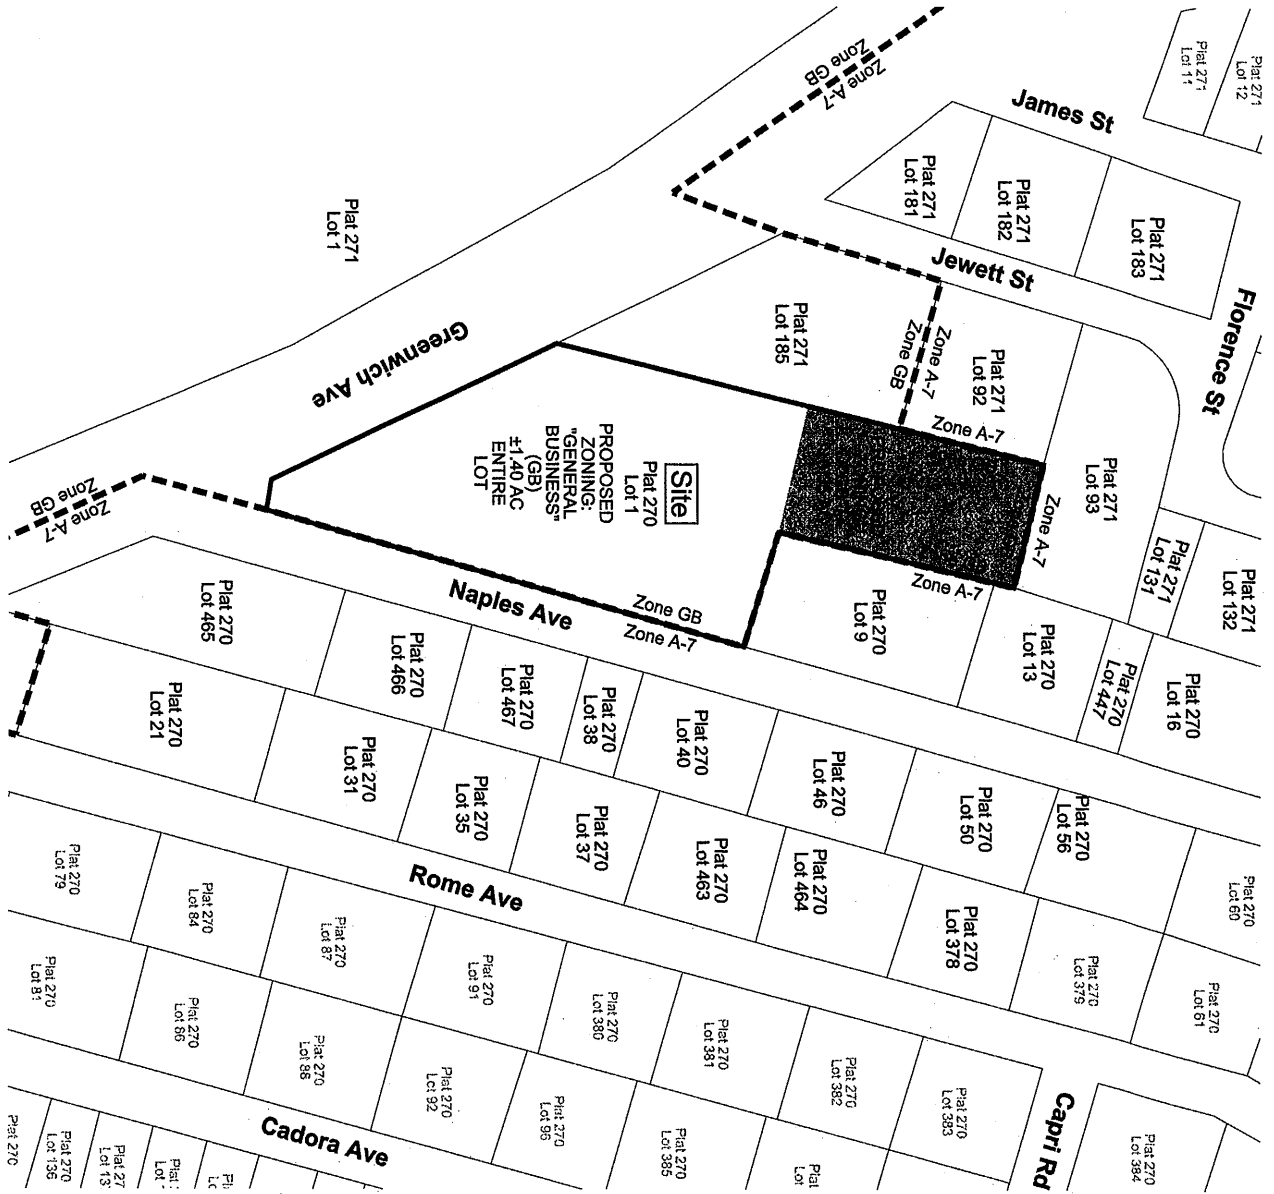 Plat 271
Lot 12
Plat 271
Lot 11
Zone GB
Zone A-7
James St
Plat 271
Lot 181
Plat 271
Lot 182
Plat 271
Lot 183
Plat 271
Lot 1
Jewett St
Florence St
Greenwich Ave
Plat 271
Lot 185
Zone A-7
Zone GB
Plat 271
Lot 92
Zone A-7
Plat 271
Lot 93
Zone A-7
Zone A-7
Site
Plat 270
Lot 1
PROPOSED
ZONING:
"GENERAL
BUSINESS"
(GB)
±1.40 AC
ENTIRE
LOT
Zone GB
Zone A-7
Plat 271
Lot 131
Plat 271
Lot 132
Naples Ave
Zone GB
Zone A-7
Plat 270
Lot 9
Plat 270
Lot 13
Plat 270
Lot 447
Plat 270
Lot 16
Plat 270
Lot 465
Plat 270
Lot 466
Plat 270
Lot 467
Plat 270
Lot 38
Plat 270
Lot 40
Plat 270
Lot 46
Plat 270
Lot 50
Plat 270
Lot 56
Plat 270
Lot 60
Plat 270
Lot 21
Plat 270
Lot 31
Plat 270
Lot 35
Plat 270
Lot 37
Plat 270
Lot 463
Plat 270
Lot 464
Plat 270
Lot 378
Plat 270
Lot 379
Plat 270
Lot 61
Rome Ave
Plat 270
Lot 79
Plat 270
Lot 84
Plat 270
Lot 87
Plat 270
Lot 91
Plat 270
Lot 380
Plat 270
Lot 381
Plat 270
Lot 382
Plat 270
Lot 383
Plat 270
Lot 384
Capri Rd
Plat 270
Lot 81
Plat 270
Lot 86
Plat 270
Lot 86
Plat 270
Lot 92
Plat 270
Lot 96
Plat 270
Lot 385
Plat
Lot
Cadora Ave
Plat 270
Plat 270
Lot 136
Plat 27
Lot 13
Plat
Lot